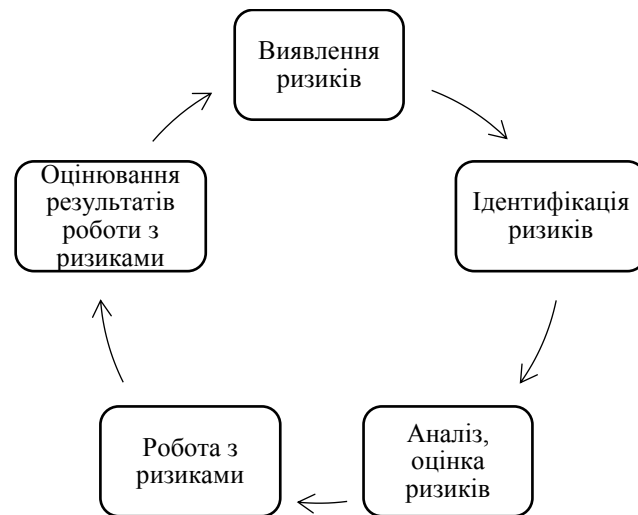 Виявлення
ризиків
Ідентифікація
ризиків
Аналіз,
оцінка
ризиків
Робота з
ризиками
Оцінювання
результатів
роботи з
ризиками